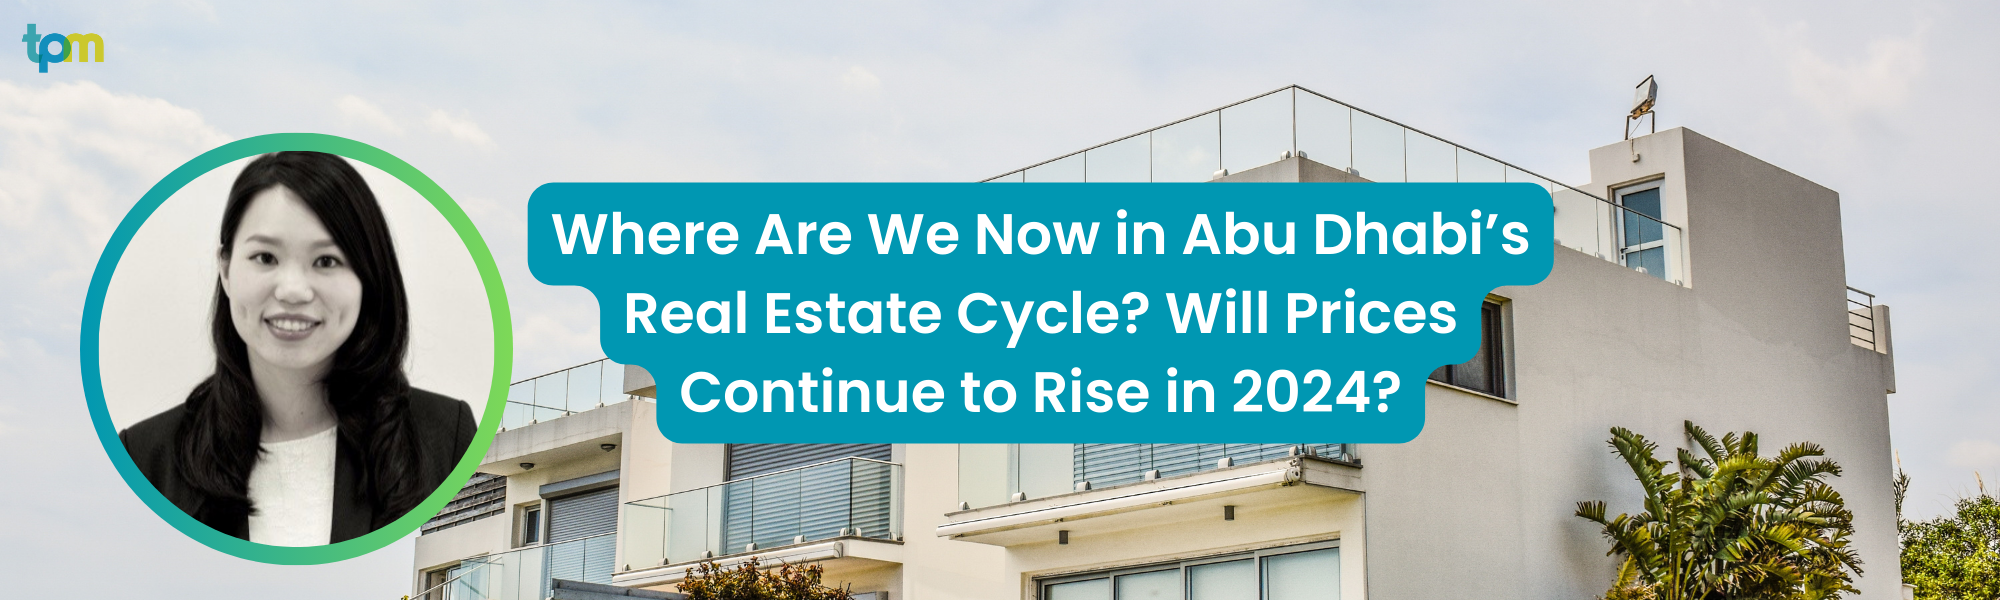 tpm
Where Are We Now in Abu Dhabi’s
Real Estate Cycle? Will Prices
Continue to Rise in 2024?